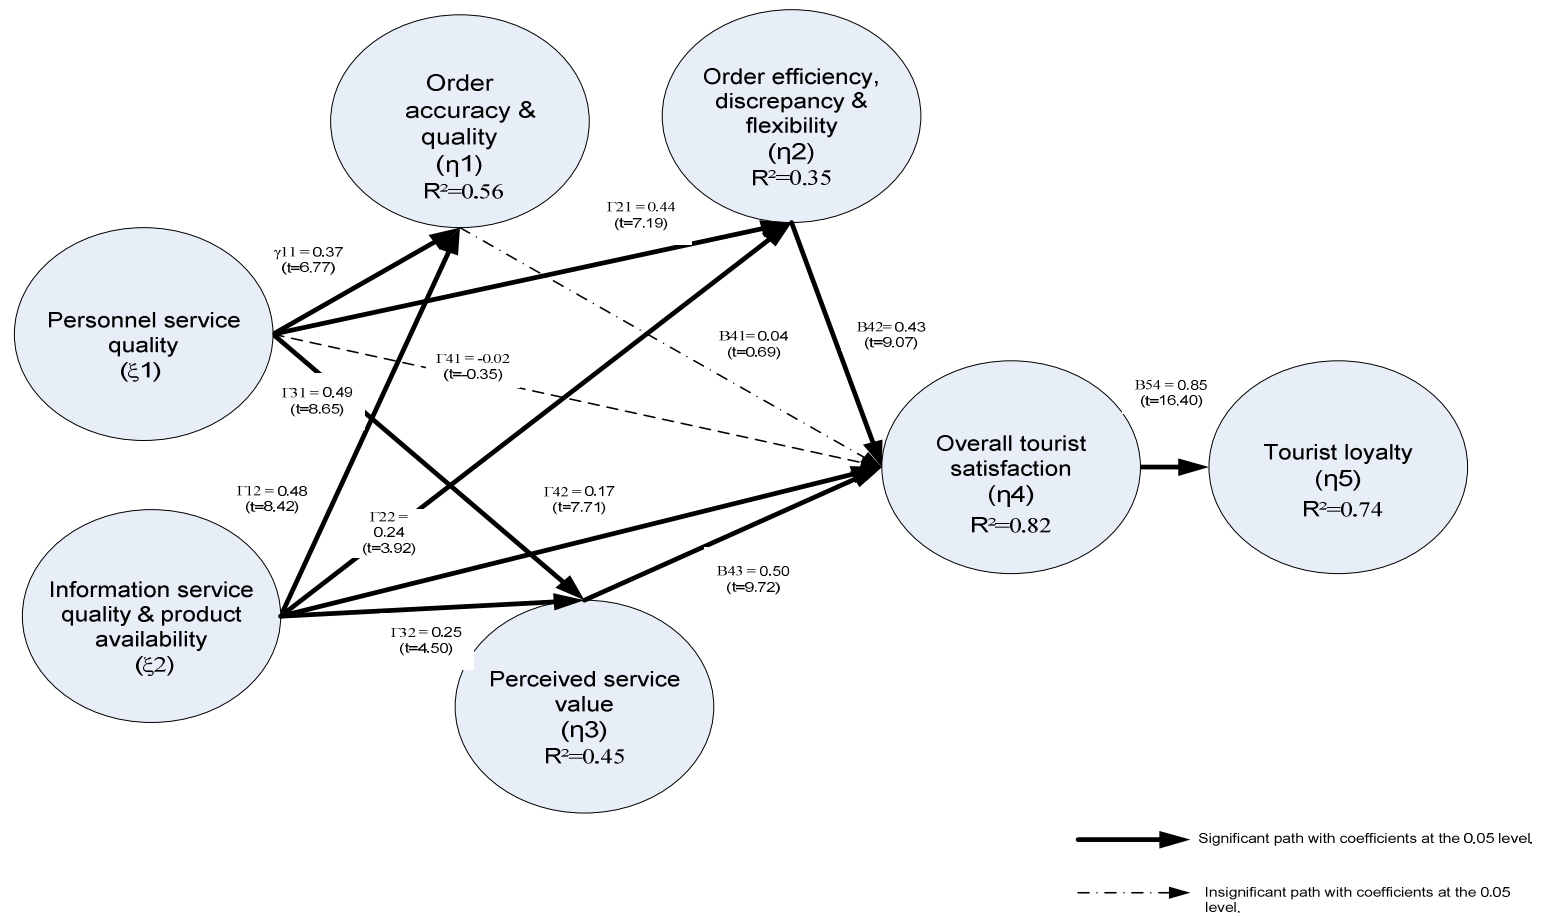 Order
accuracy &
quality
(η1)
R²=0.56
Order efficiency,
discrepancy &
flexibility
(η2)
R²=0.35
Γ21 = 0.44
(t=7.19)
γ11 = 0.37
(t=6.77)
Personnel service
quality
(ξ1)
Γ41 = -0.02
(t=-0.35)
B41= 0.04
(t=0.69)
B42= 0.43
(t=9.07)
Γ31 = 0.49
(t=8.65)
B54 = 0.85
(t=16.40)
Overall tourist
satisfaction
(η4)
R²=0.82
Tourist loyalty
(η5)
R²=0.74
Γ12 = 0.48
(t=8.42)
Γ42 = 0.17
(t=7.71)
Γ22 =
0.24
(t=3.92)
B43 = 0.50
(t=9.72)
Information service
quality & product
availability
(ξ2)
Γ32 = 0.25
(t=4.50)
Perceived service
value
(η3)
R²=0.45
Significant path with coefficients at the 0.05 level.
Insignificant path with coefficients at the 0.05
level.